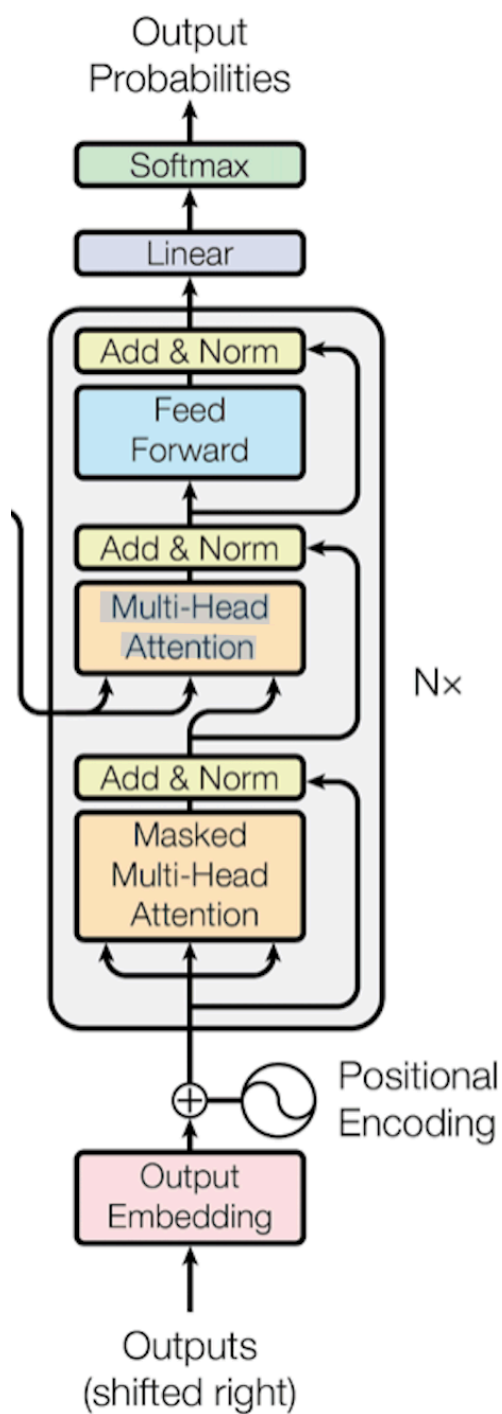 Output
Probabilities
Softmax
Linear
Add & Norm
Feed
Forward
Add & Norm
Multi-Head
Attention
N×
Add & Norm
Masked
Multi-Head
Attention
Positional
Encoding
Output
Embedding
Outputs
(shifted right)